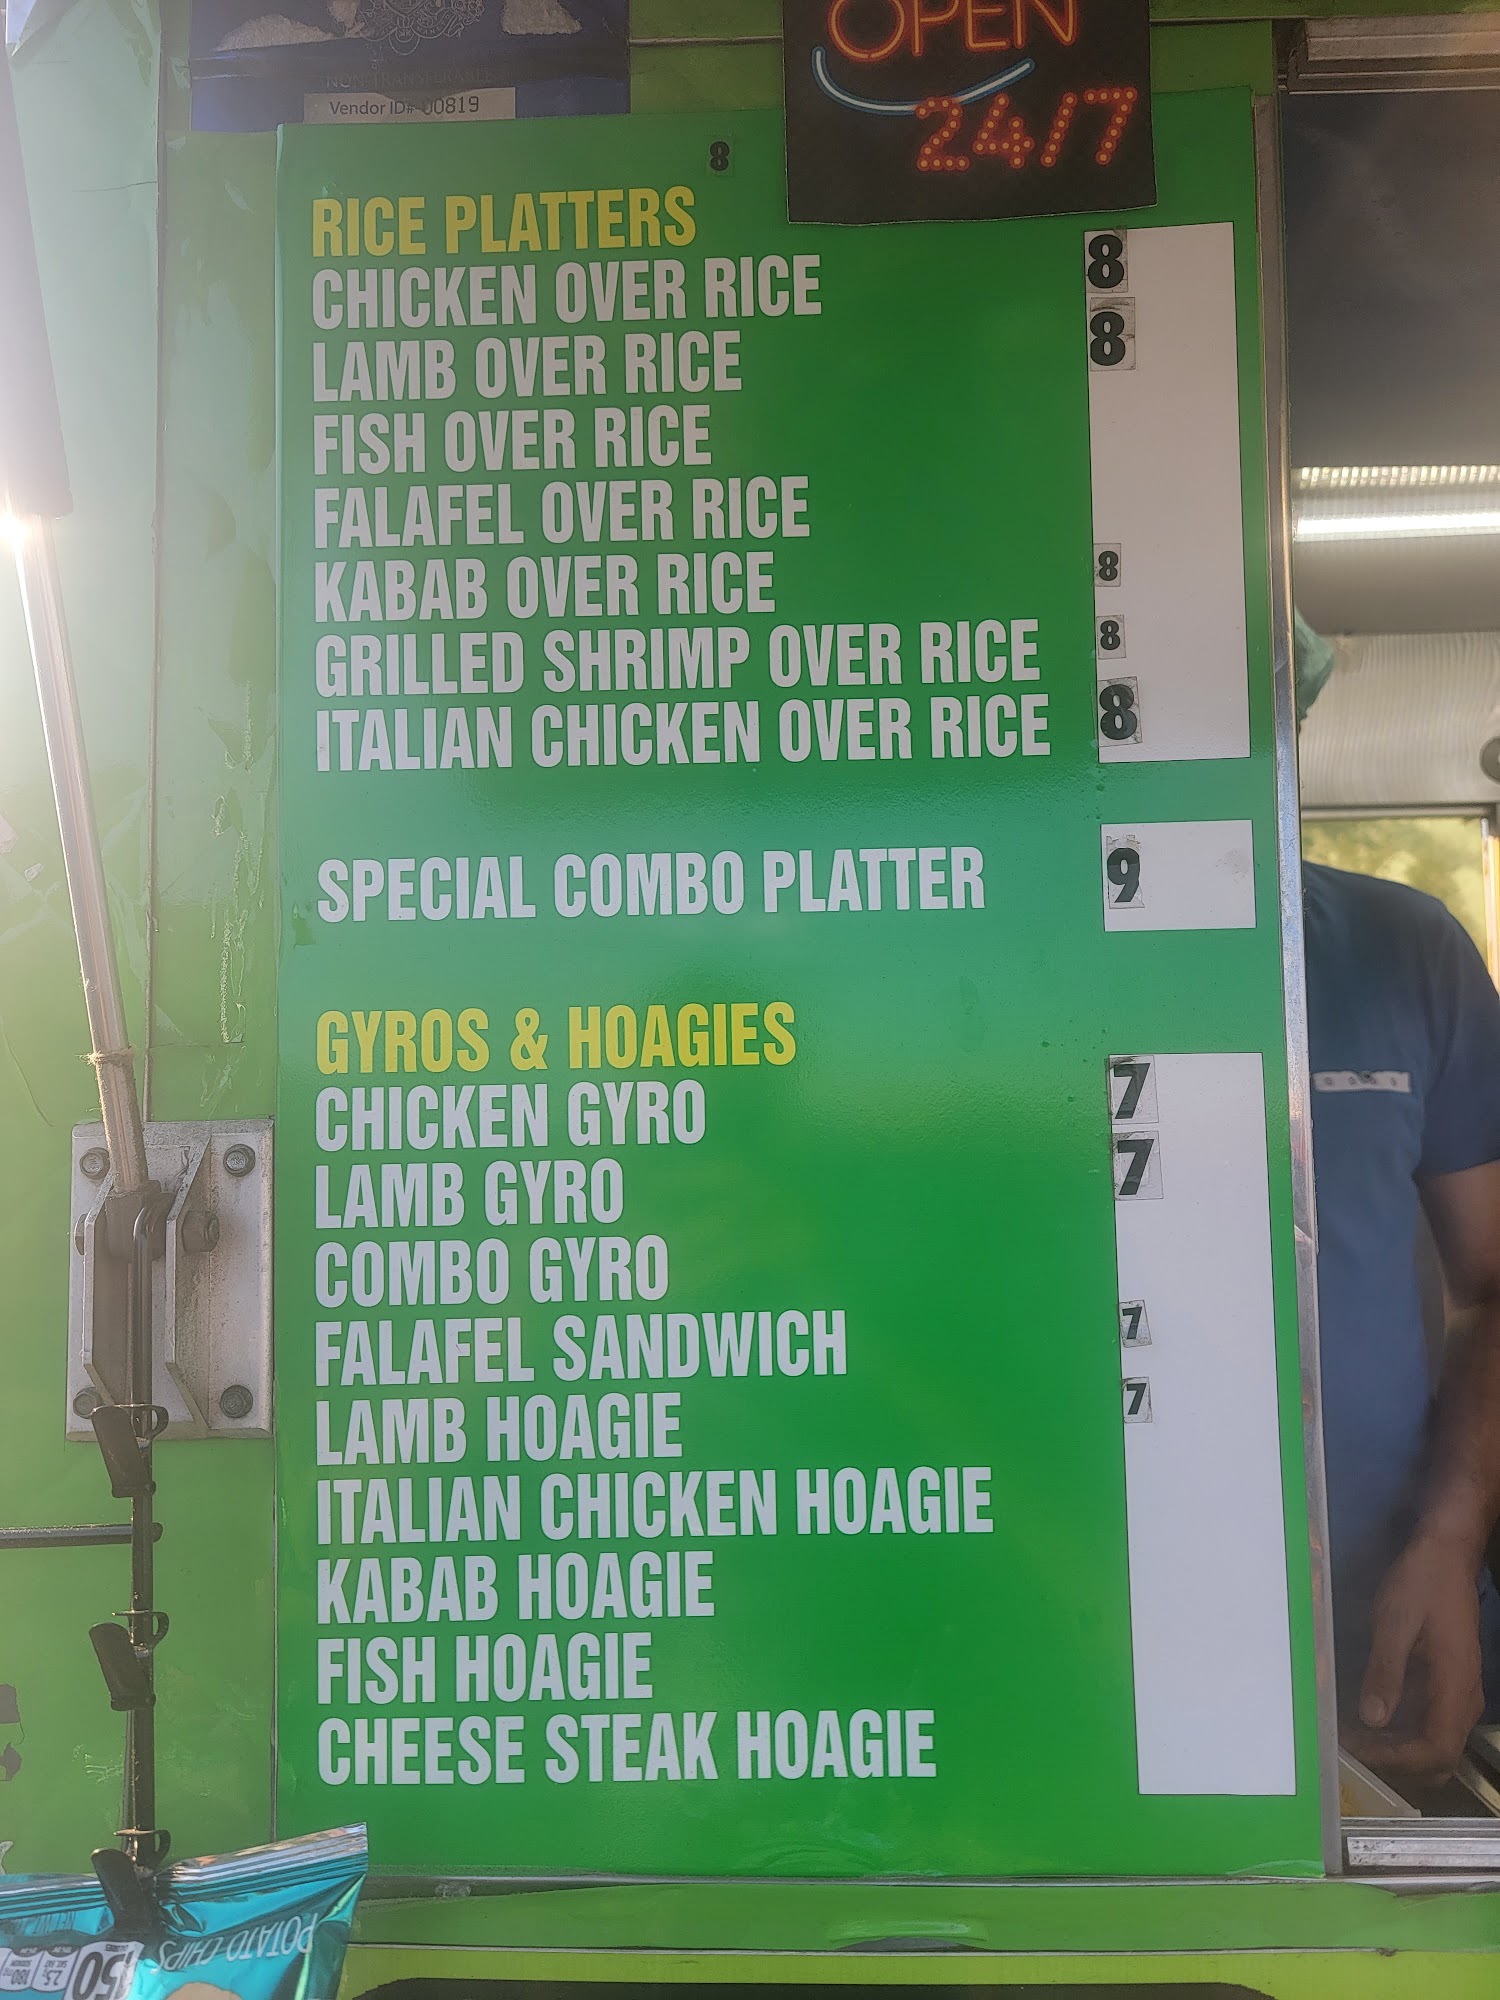 OPEN
24/7
NON-TRANSFERABLE
Vendor ID# 00819
8
RICE PLATTERS
CHICKEN OVER RICE 8
LAMB OVER RICE 8
FISH OVER RICE
FALAFEL OVER RICE
KABAB OVER RICE 8
GRILLED SHRIMP OVER RICE 8
ITALIAN CHICKEN OVER RICE 8
SPECIAL COMBO PLATTER 9
GYROS & HOAGIES
CHICKEN GYRO 7
LAMB GYRO 7
COMBO GYRO
FALAFEL SANDWICH 7
LAMB HOAGIE 7
ITALIAN CHICKEN HOAGIE
KABAB HOAGIE
FISH HOAGIE
CHEESE STEAK HOAGIE
POTATO CHIPS